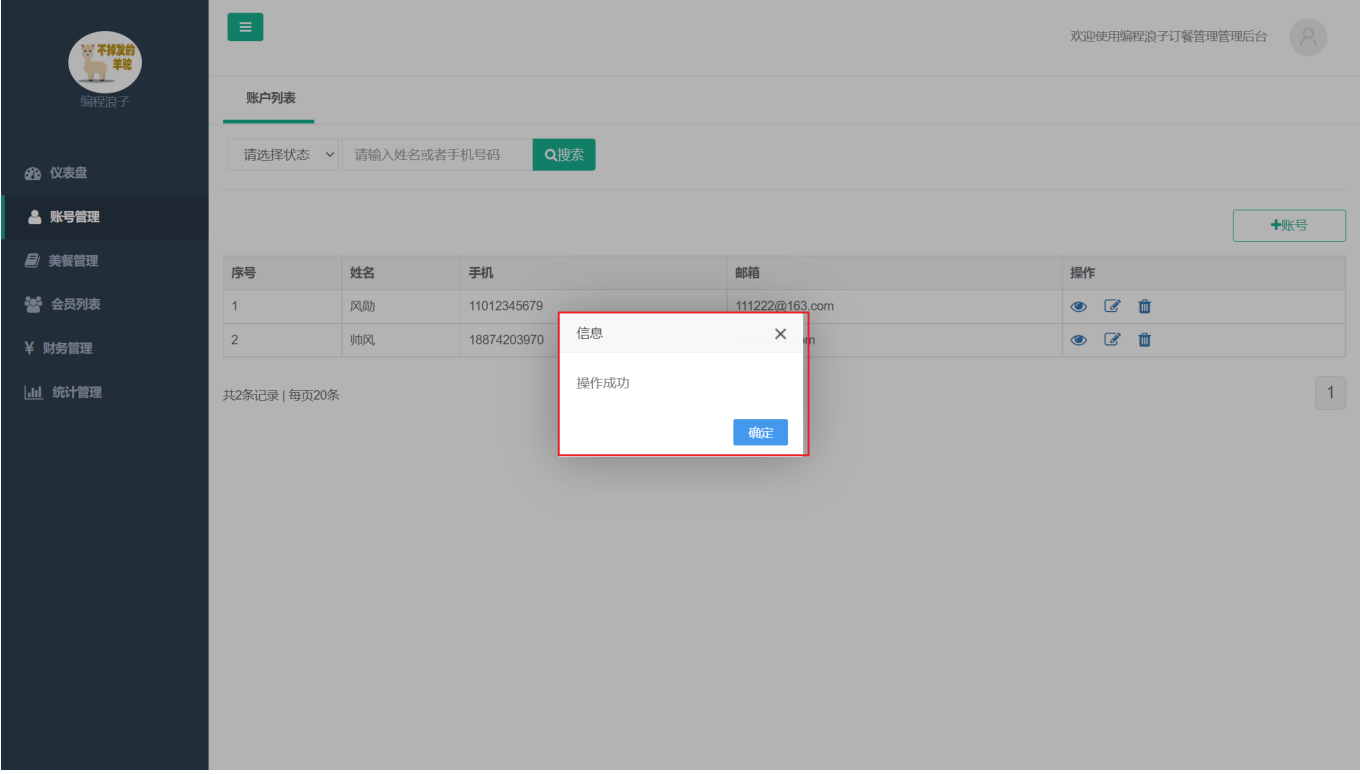 不掉发的
羊驼
编程浪子
欢迎使用编程浪子订餐管理管理后台
仪表盘
账号管理
美餐管理
会员列表
¥ 财务管理
统计管理
账户列表
请选择状态 请输入姓名或者手机号码 搜索
+账号
序号 姓名 手机 邮箱 操作
1 风勋 11012345679 111222@163.com
2 帅风 18874203970
信息
操作成功
确定
共2条记录 | 每页20条 1